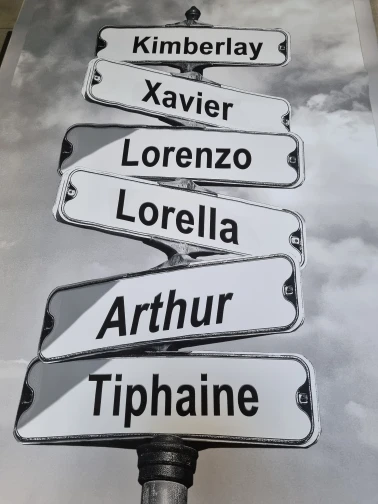 Kimberlay
Xavier
Lorenzo
Lorella
Arthur
Tiphaine